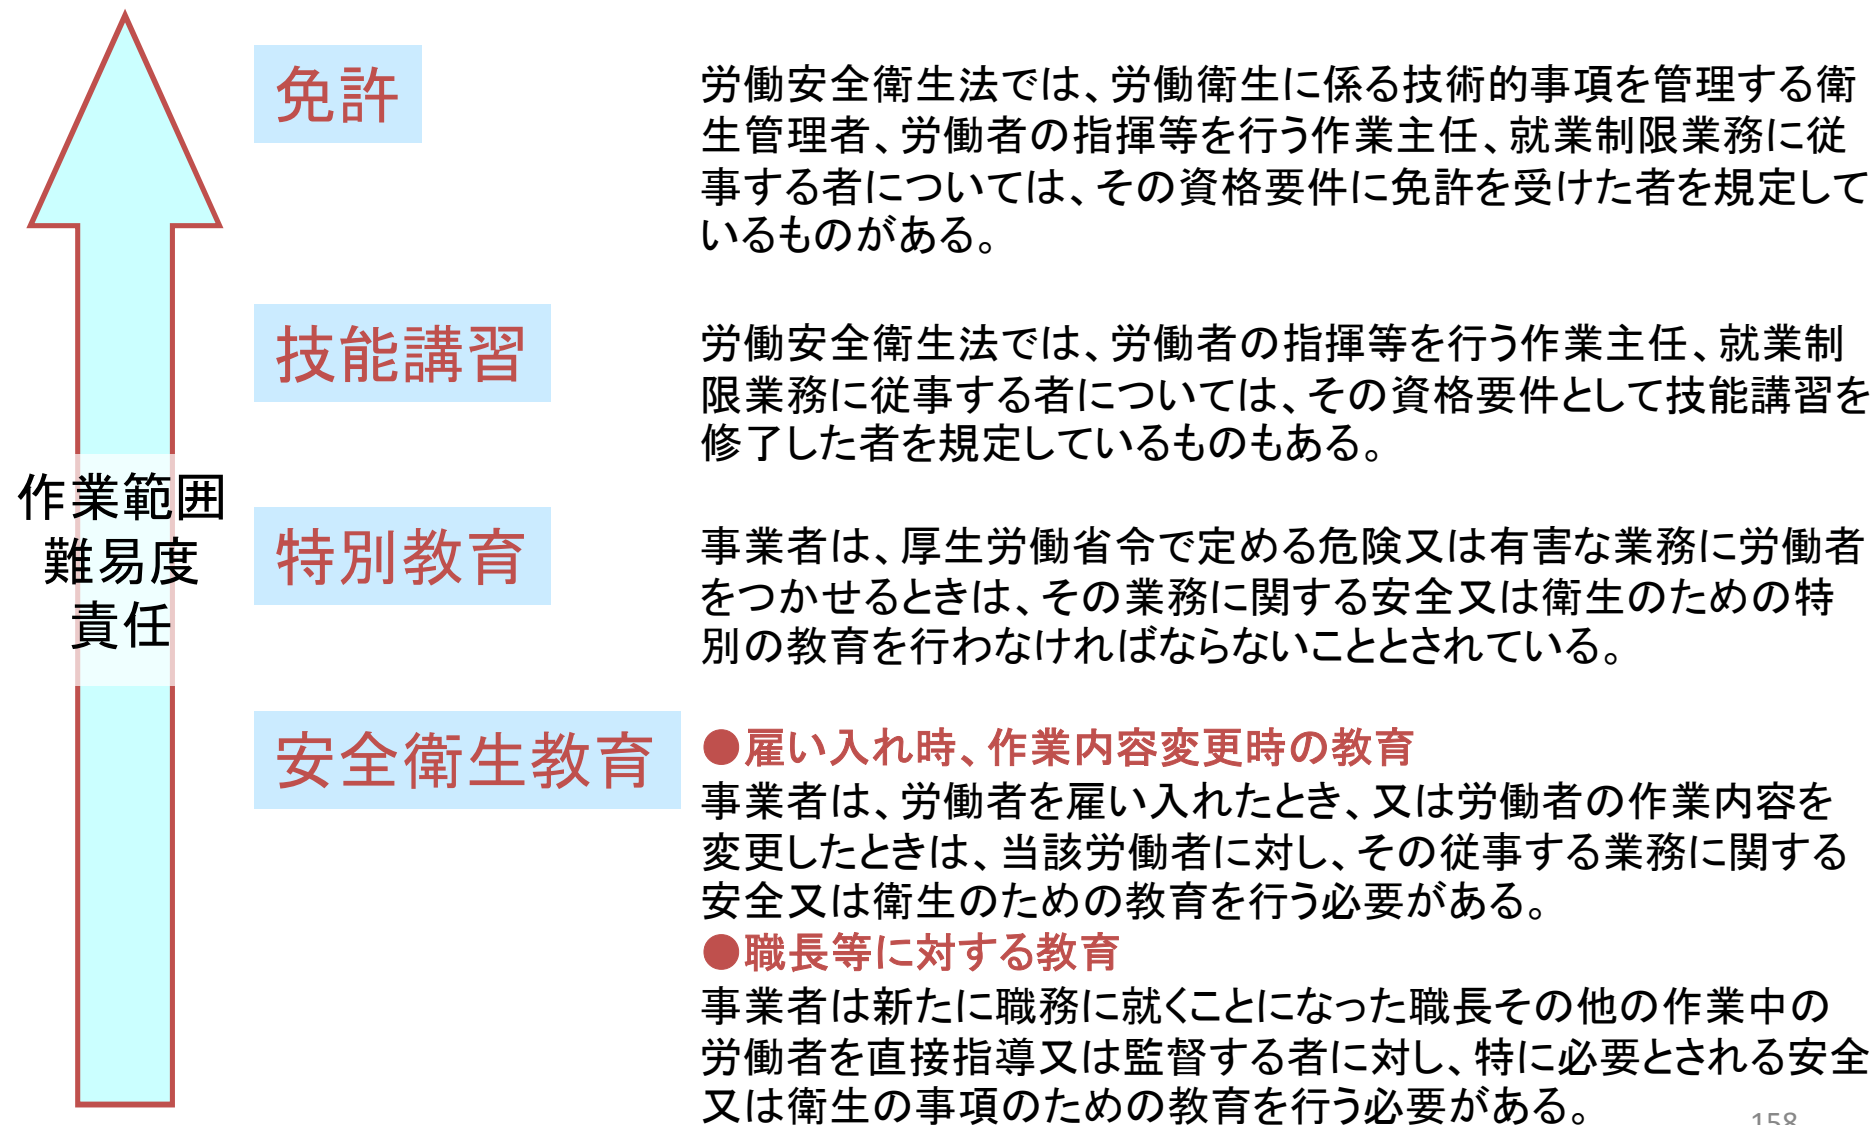 免許
労働安全衛生法では、労働衛生に係る技術的事項を管理する衛
生管理者、労働者の指揮等を行う作業主任、就業制限業務に従
事する者については、その資格要件に免許を受けた者を規定して
いるものがある。
技能講習
労働安全衛生法では、労働者の指揮等を行う作業主任、就業制
限業務に従事する者については、その資格要件として技能講習を
修了した者を規定しているものもある。
作業範囲
難易度
責任
特別教育
事業者は、厚生労働省令で定める危険又は有害な業務に労働者
をつかせるときは、その業務に関する安全又は衛生のための特
別の教育を行わなければならないこととされている。
安全衛生教育
●雇い入れ時、作業内容変更時の教育
事業者は、労働者を雇い入れたとき、又は労働者の作業内容を
変更したときは、当該労働者に対し、その従事する業務に関する
安全又は衛生のための教育を行う必要がある。
●職長等に対する教育
事業者は新たに職務に就くことになった職長その他の作業中の
労働者を直接指導又は監督する者に対し、特に必要とされる安全
又は衛生の事項のための教育を行う必要がある。
158